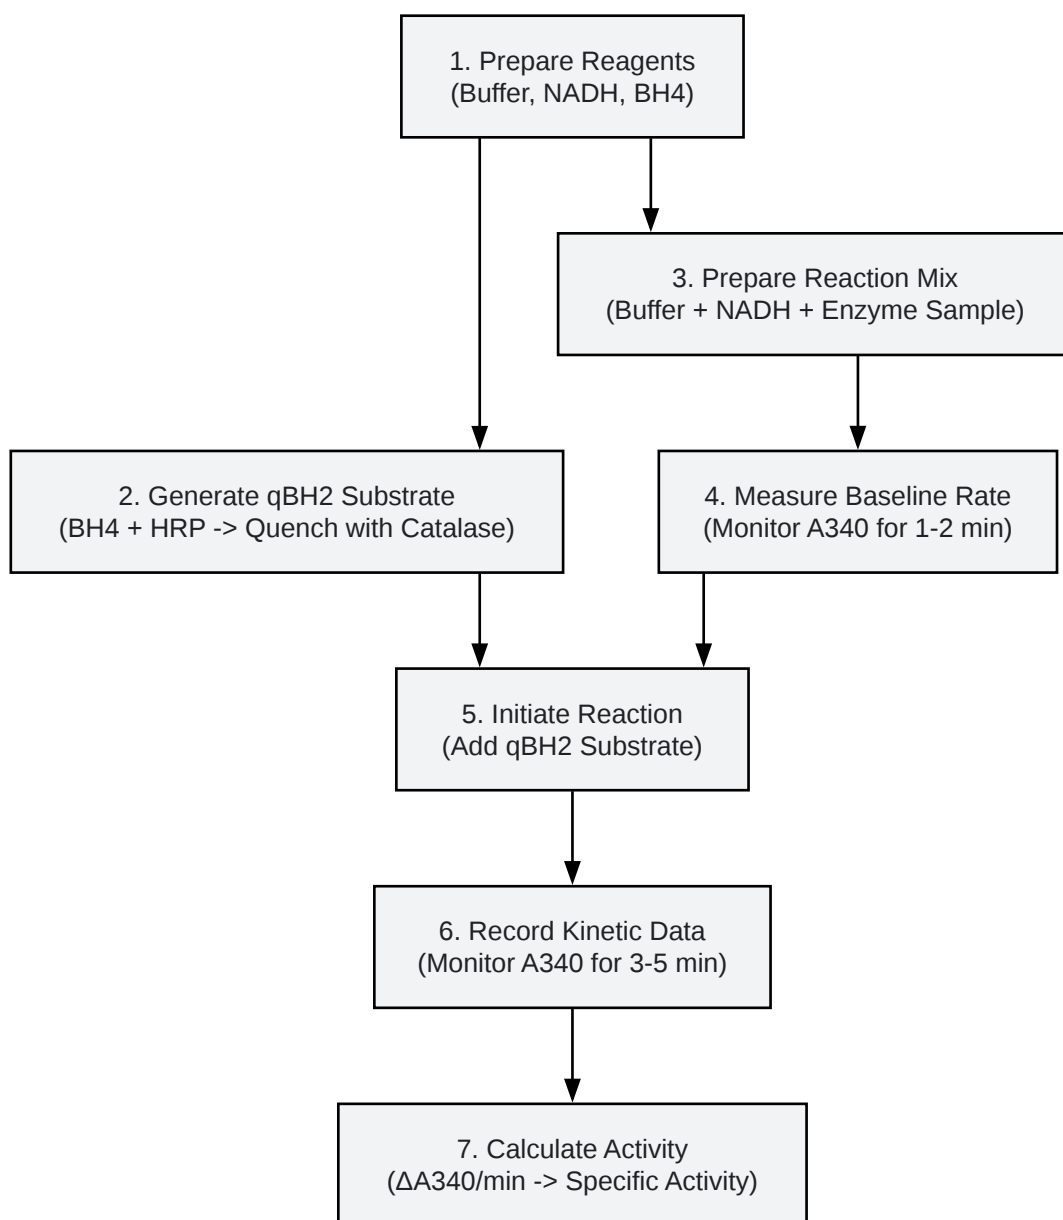 1. Prepare Reagents
(Buffer, NADH, BH4)
3. Prepare Reaction Mix
(Buffer + NADH + Enzyme Sample)
2. Generate qBH2 Substrate
(BH4 + HRP -> Quench with Catalase)
4. Measure Baseline Rate
(Monitor A340 for 1-2 min)
5. Initiate Reaction
(Add qBH2 Substrate)
6. Record Kinetic Data
(Monitor A340 for 3-5 min)
7. Calculate Activity
(ΔA340/min -> Specific Activity)